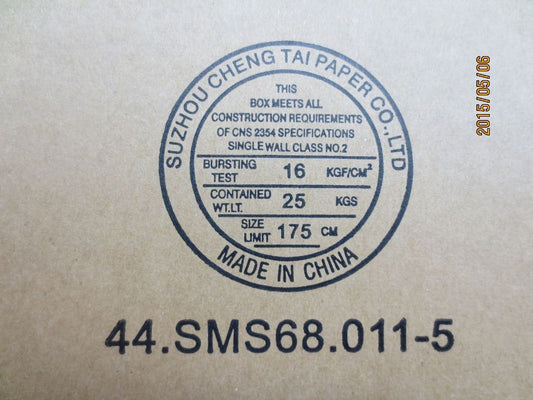 SUZHOU CHENG TAI PAPER CO.,LTD
THIS
BOX MEETS ALL
CONSTRUCTION REQUIREMENTS
OF CNS 2354 SPECIFICATIONS
SINGLE WALL CLASS NO.2
BURSTING TEST 16 KGF/CM²
CONTAINED WT.LT. 25 KGS
SIZE LIMIT 175 CM
MADE IN CHINA
44.SMS68.011-5
2015/05/06